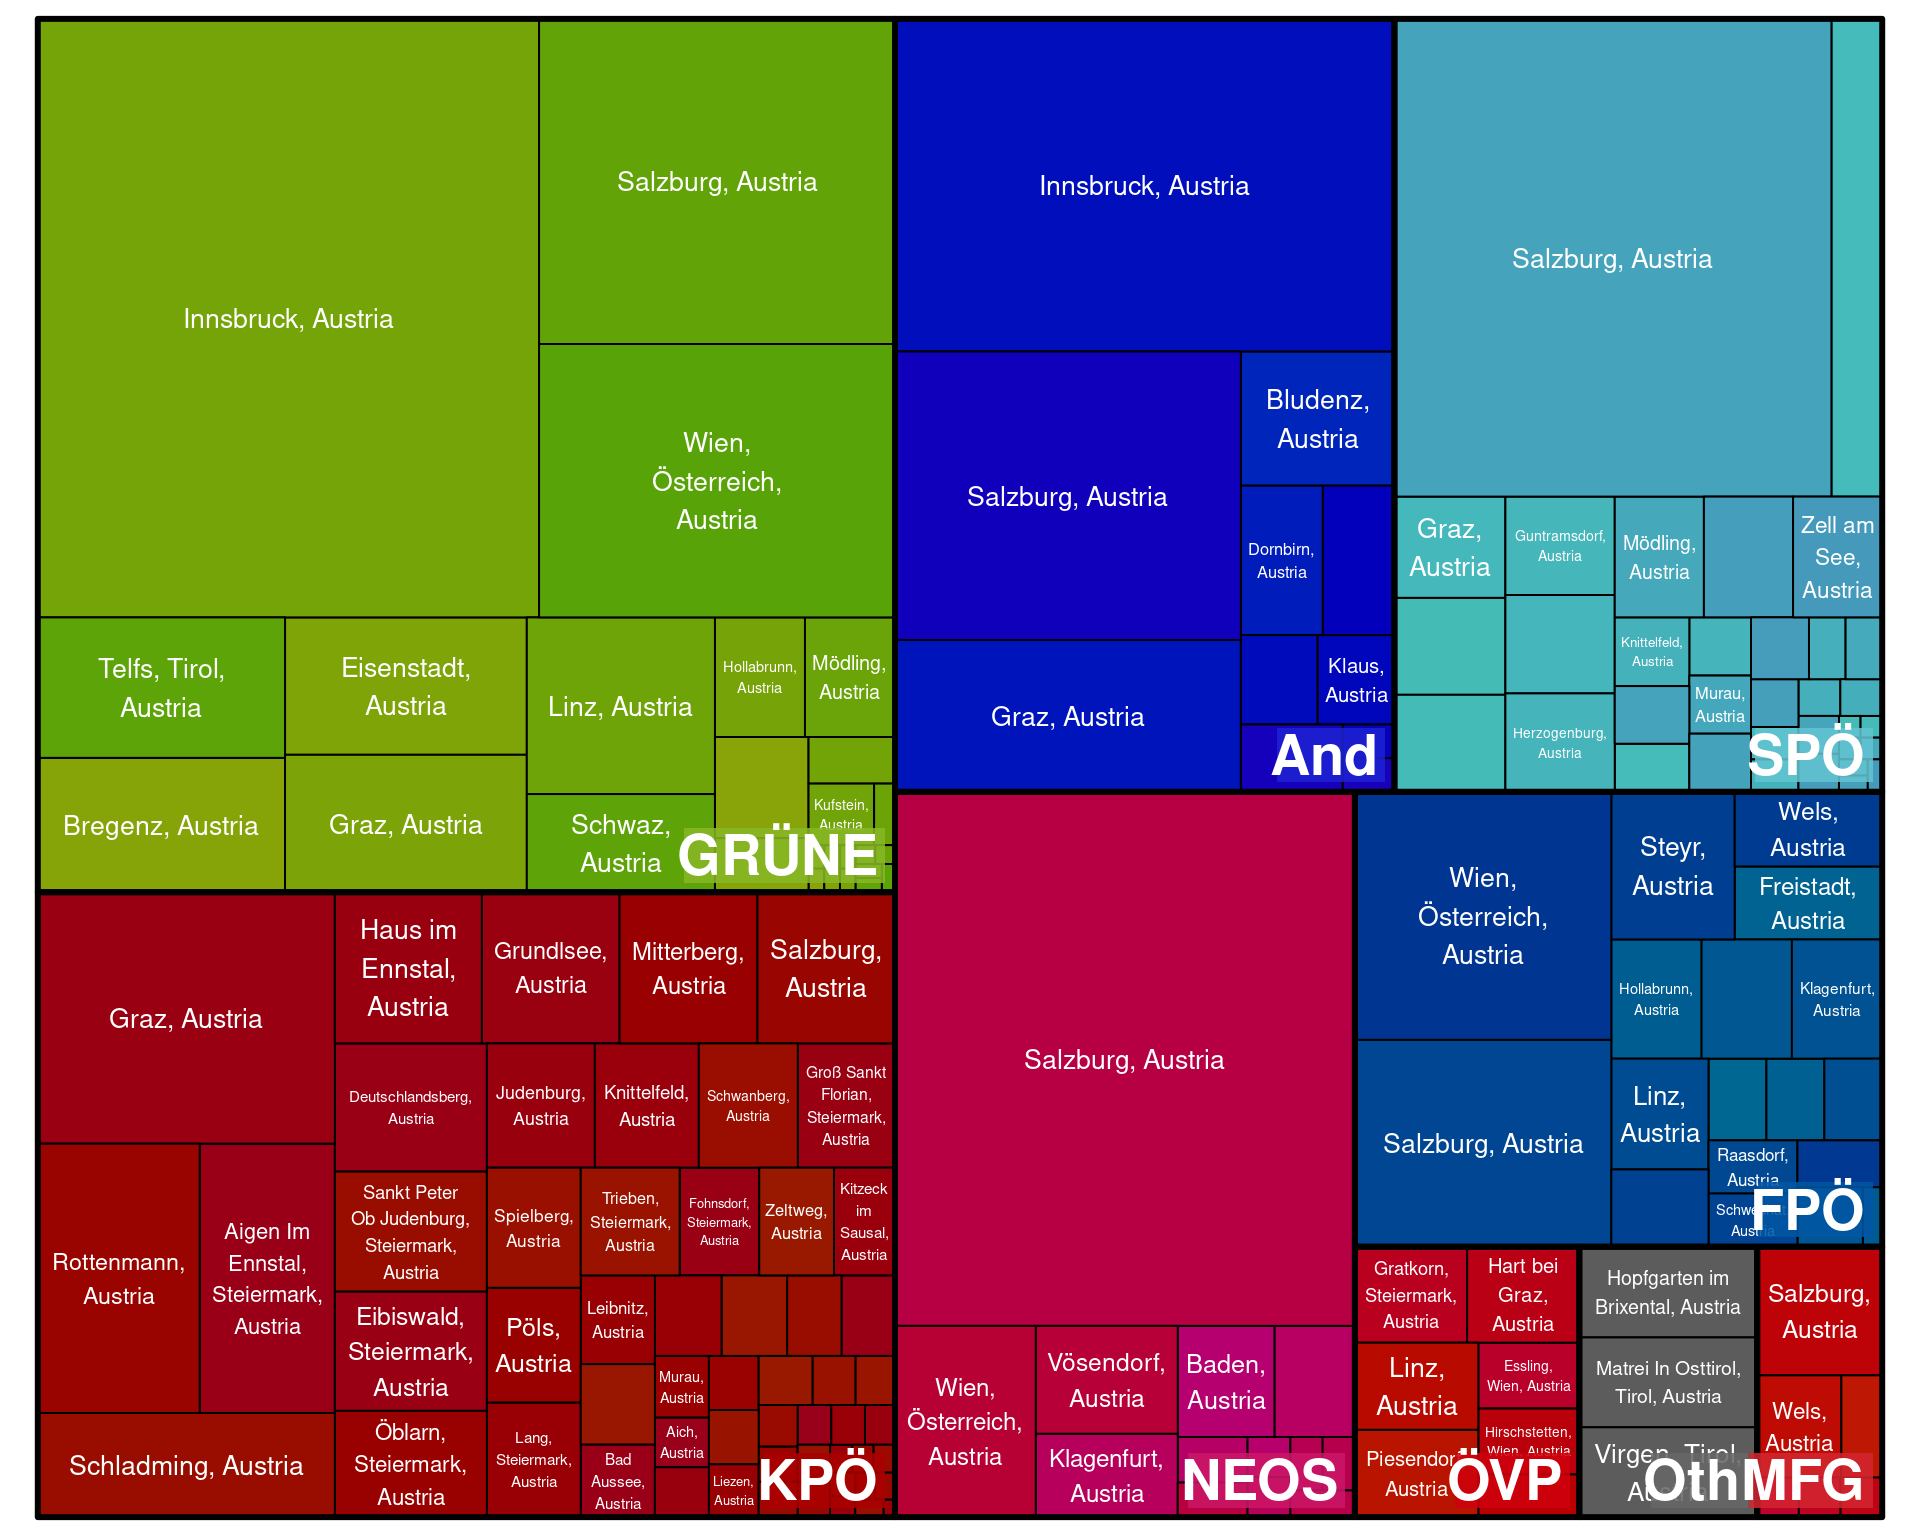 Innsbruck, Austria
Salzburg, Austria
Wien,
Österreich,
Austria
Telfs, Tirol,
Austria
Eisenstadt,
Austria
Linz, Austria
Hollabrunn,
Austria
Mödling,
Austria
Bregenz, Austria
Graz, Austria
Schwaz,
Austria
Kufstein,
Austria
GRÜNE
Innsbruck, Austria
Salzburg, Austria
Bludenz,
Austria
Dornbirn,
Austria
Klaus,
Austria
Graz, Austria
And
Salzburg, Austria
Graz,
Austria
Guntramsdorf,
Austria
Mödling,
Austria
Zell am
See,
Austria
Knittelfeld,
Austria
Murau,
Austria
Herzogenburg,
Austria
SPÖ
Graz, Austria
Haus im
Ennstal,
Austria
Grundlsee,
Austria
Mitterberg,
Austria
Salzburg,
Austria
Deutschlandsberg,
Austria
Judenburg,
Austria
Knittelfeld,
Austria
Schwanberg,
Austria
Groß Sankt
Florian,
Steiermark,
Austria
Rottenmann,
Austria
Aigen Im
Ennstal,
Steiermark,
Austria
Sankt Peter
Ob Judenburg,
Steiermark,
Austria
Spielberg,
Austria
Trieben,
Steiermark,
Austria
Fohnsdorf,
Steiermark,
Austria
Zeltweg,
Austria
Kitzeck
im
Sausal,
Austria
Eibiswald,
Steiermark,
Austria
Pöls,
Austria
Leibnitz,
Austria
Murau,
Austria
Aich,
Austria
Schladming, Austria
Öblarn,
Steiermark,
Austria
Lang,
Steiermark,
Austria
Bad
Aussee,
Austria
Liezen,
Austria
KPÖ
Salzburg, Austria
Wien,
Österreich,
Austria
Vösendorf,
Austria
Baden,
Austria
Klagenfurt,
Austria
NEOS
Wien,
Österreich,
Austria
Steyr,
Austria
Wels,
Austria
Freistadt,
Austria
Hollabrunn,
Austria
Klagenfurt,
Austria
Salzburg, Austria
Linz,
Austria
Raasdorf,
Austria
Austria
FPÖ
Gratkorn,
Steiermark,
Austria
Hart bei
Graz,
Austria
Linz,
Austria
Essling,
Wien, Austria
Hirschstetten,
Wien, Austria
Austria
ÖVP
Hopfgarten im
Brixental, Austria
Matrei In Osttirol,
Tirol, Austria
Virgen, Tirol,
Austria
Salzburg,
Austria
Wels,
Austria
OthMFG